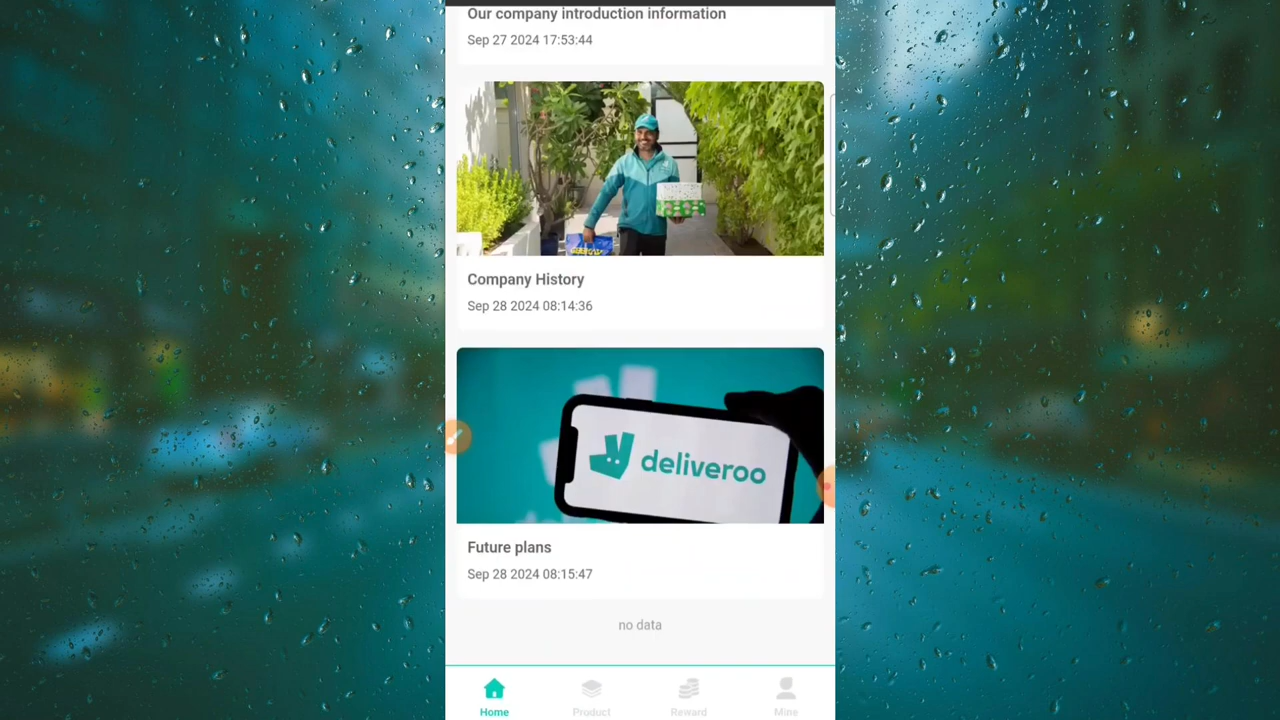 Our company introduction information
Sep 27 2024 17:53:44
Company History
Sep 28 2024 08:14:36
deliveroo
Future plans
Sep 28 2024 08:15:47
no data
Home
Product
Reward
Mine